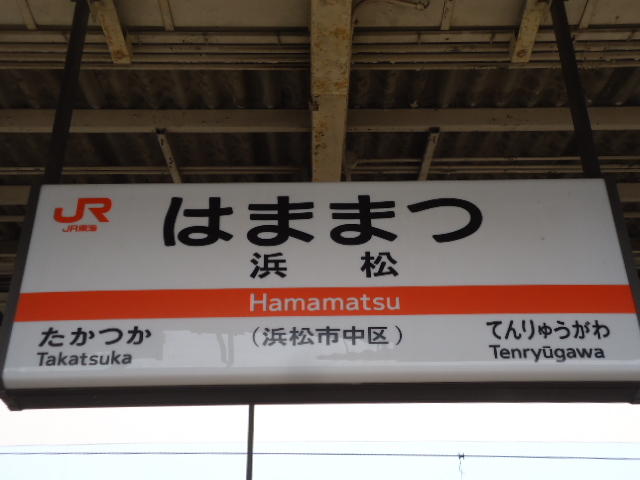 JR
JR東海
はままつ
浜松
Hamamatsu
たかつか
Takatsuka
(浜松市中区)
てんりゅうがわ
Tenryūgawa